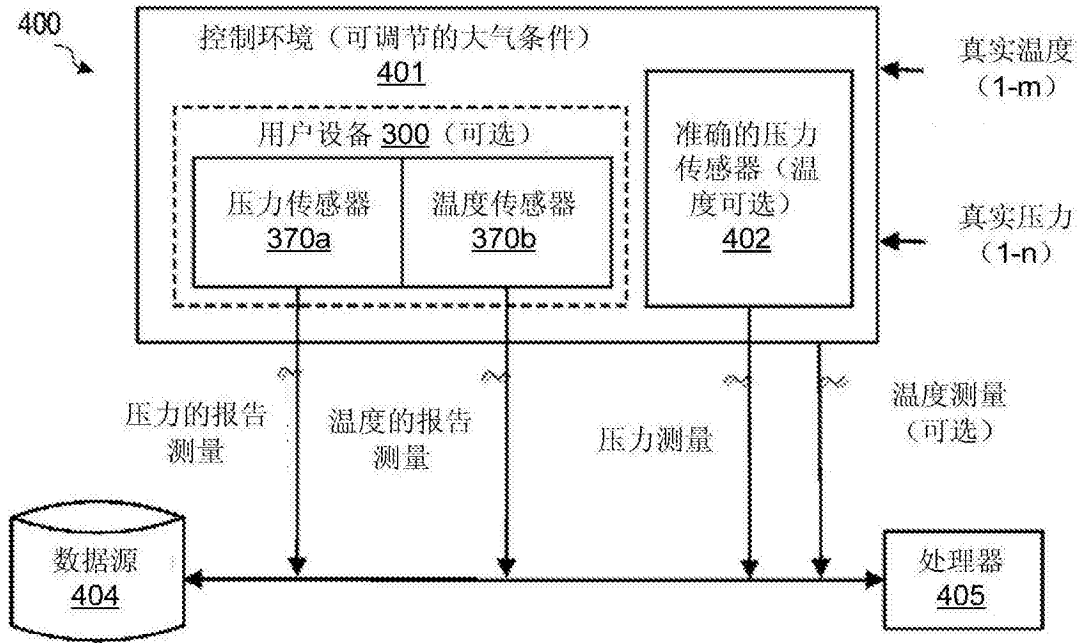 400
控制环境（可调节的大气条件）
401
用户设备 300（可选）
压力传感器
370a
温度传感器
370b
准确的压力
传感器（温
度可选）
402
真实温度
（1-m）
真实压力
（1-n）
压力的报告
测量
温度的报告
测量
压力测量
温度测量
（可选）
数据源
404
处理器
405